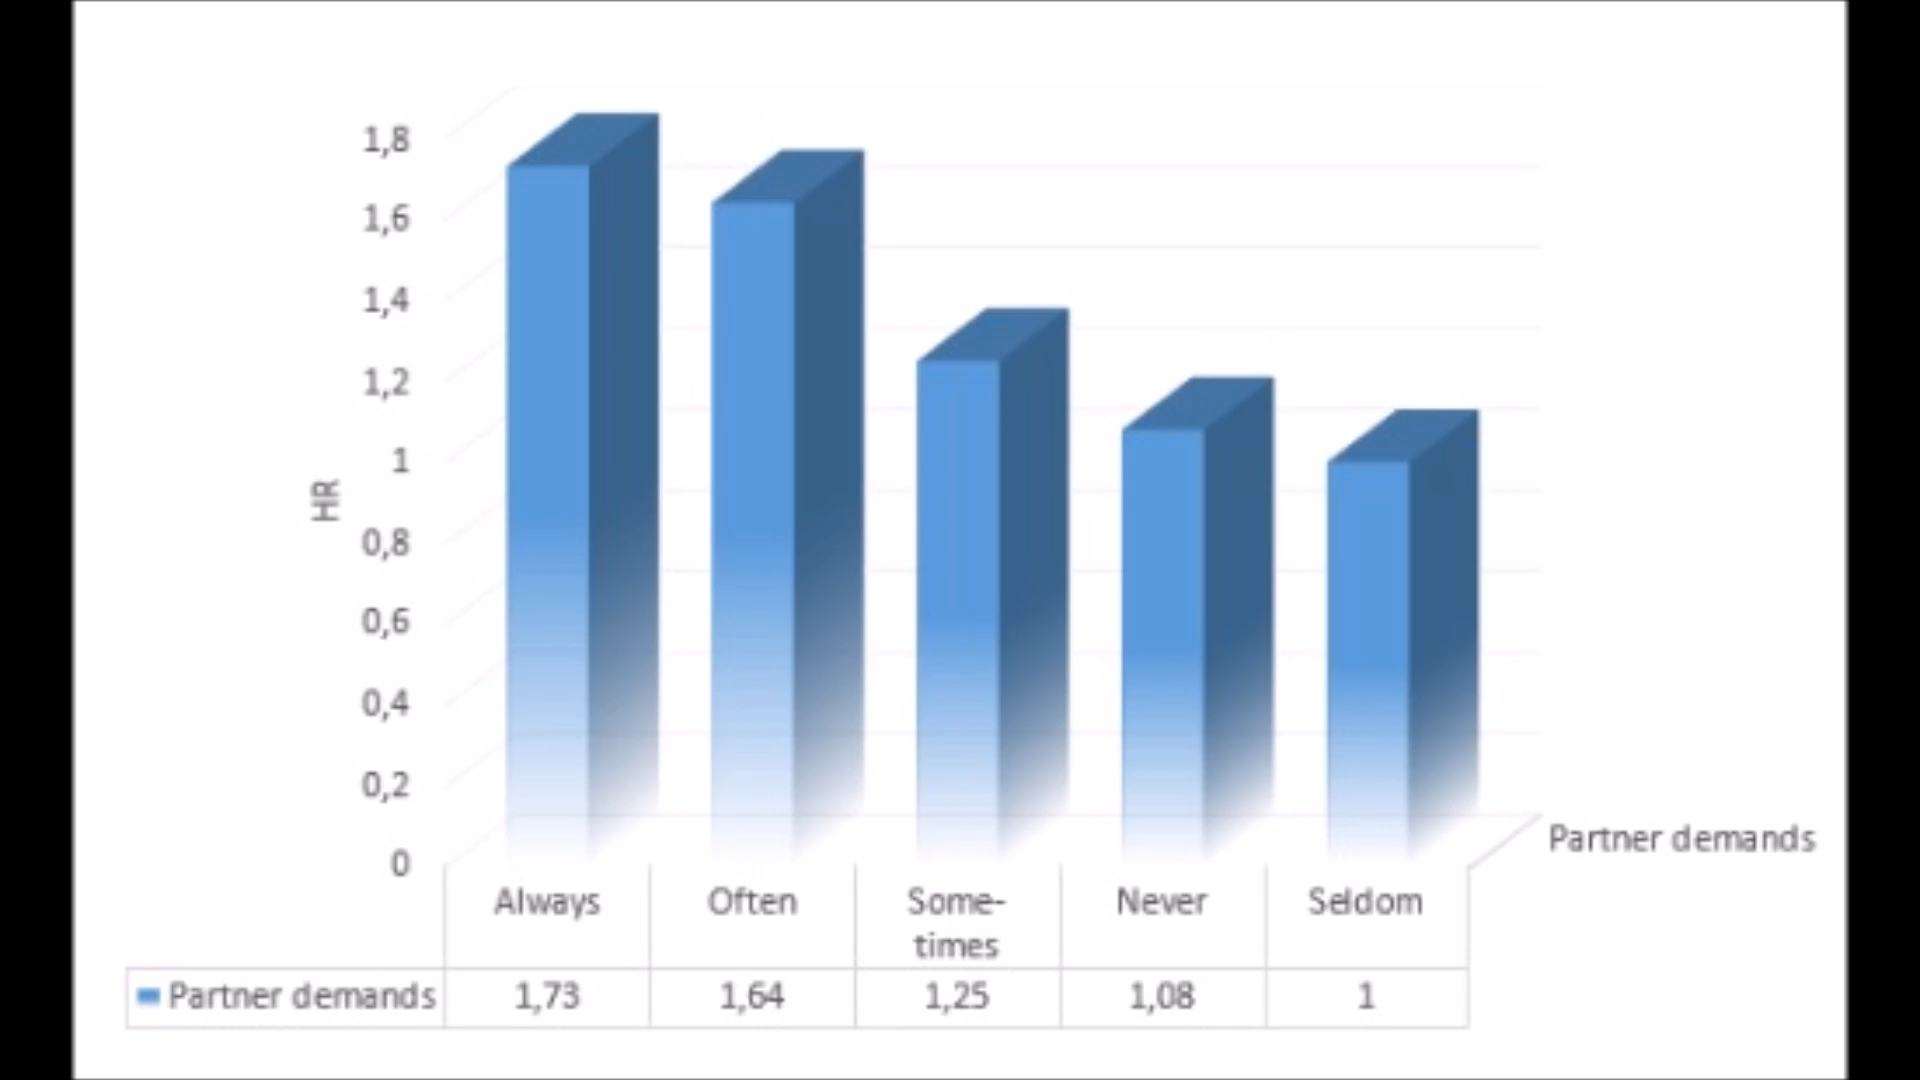 1,8
1,6
1,4
1,2
1
0,8
0,6
0,4
0,2
0
HR
Partner demands
Always Often Some- Never Seldom
times
Partner demands 1,73 1,64 1,25 1,08 1